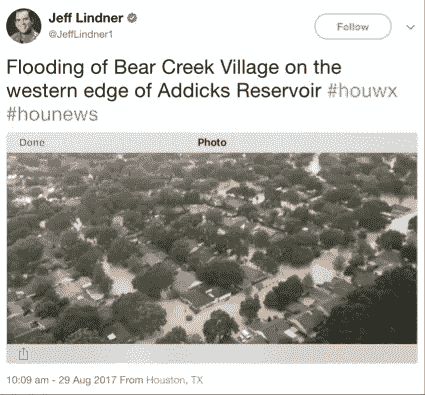 Jeff Lindner
@JeffLindner1
Follow
Flooding of Bear Creek Village on the
western edge of Addicks Reservoir #houwx
#hounews
Done
Photo
10:09 am - 29 Aug 2017 From Houston, TX